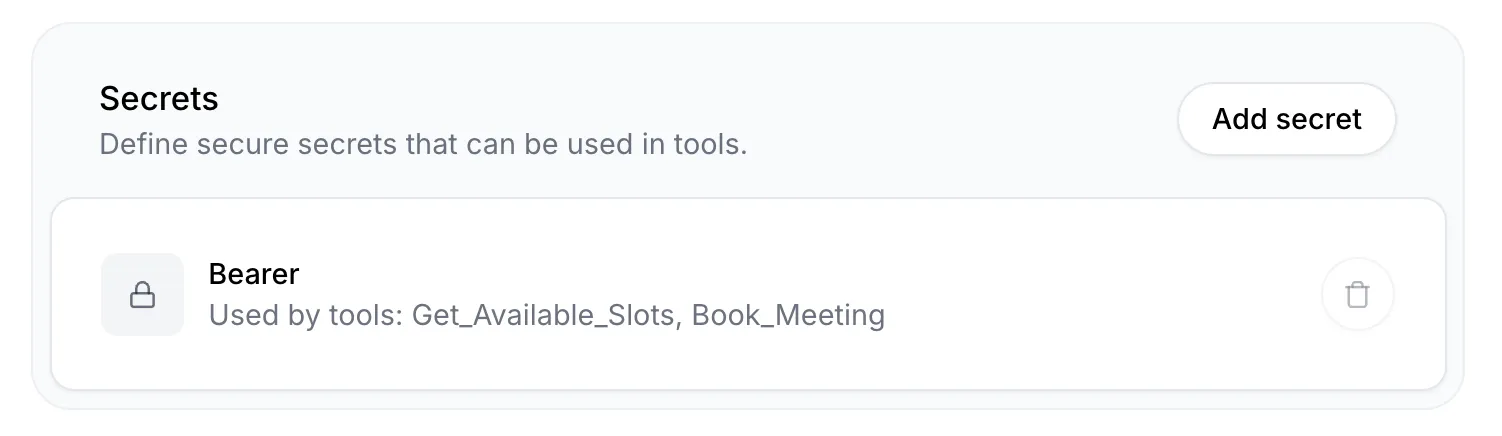 Secrets
Define secure secrets that can be used in tools.
Add secret
Bearer
Used by tools: Get_Available_Slots, Book_Meeting